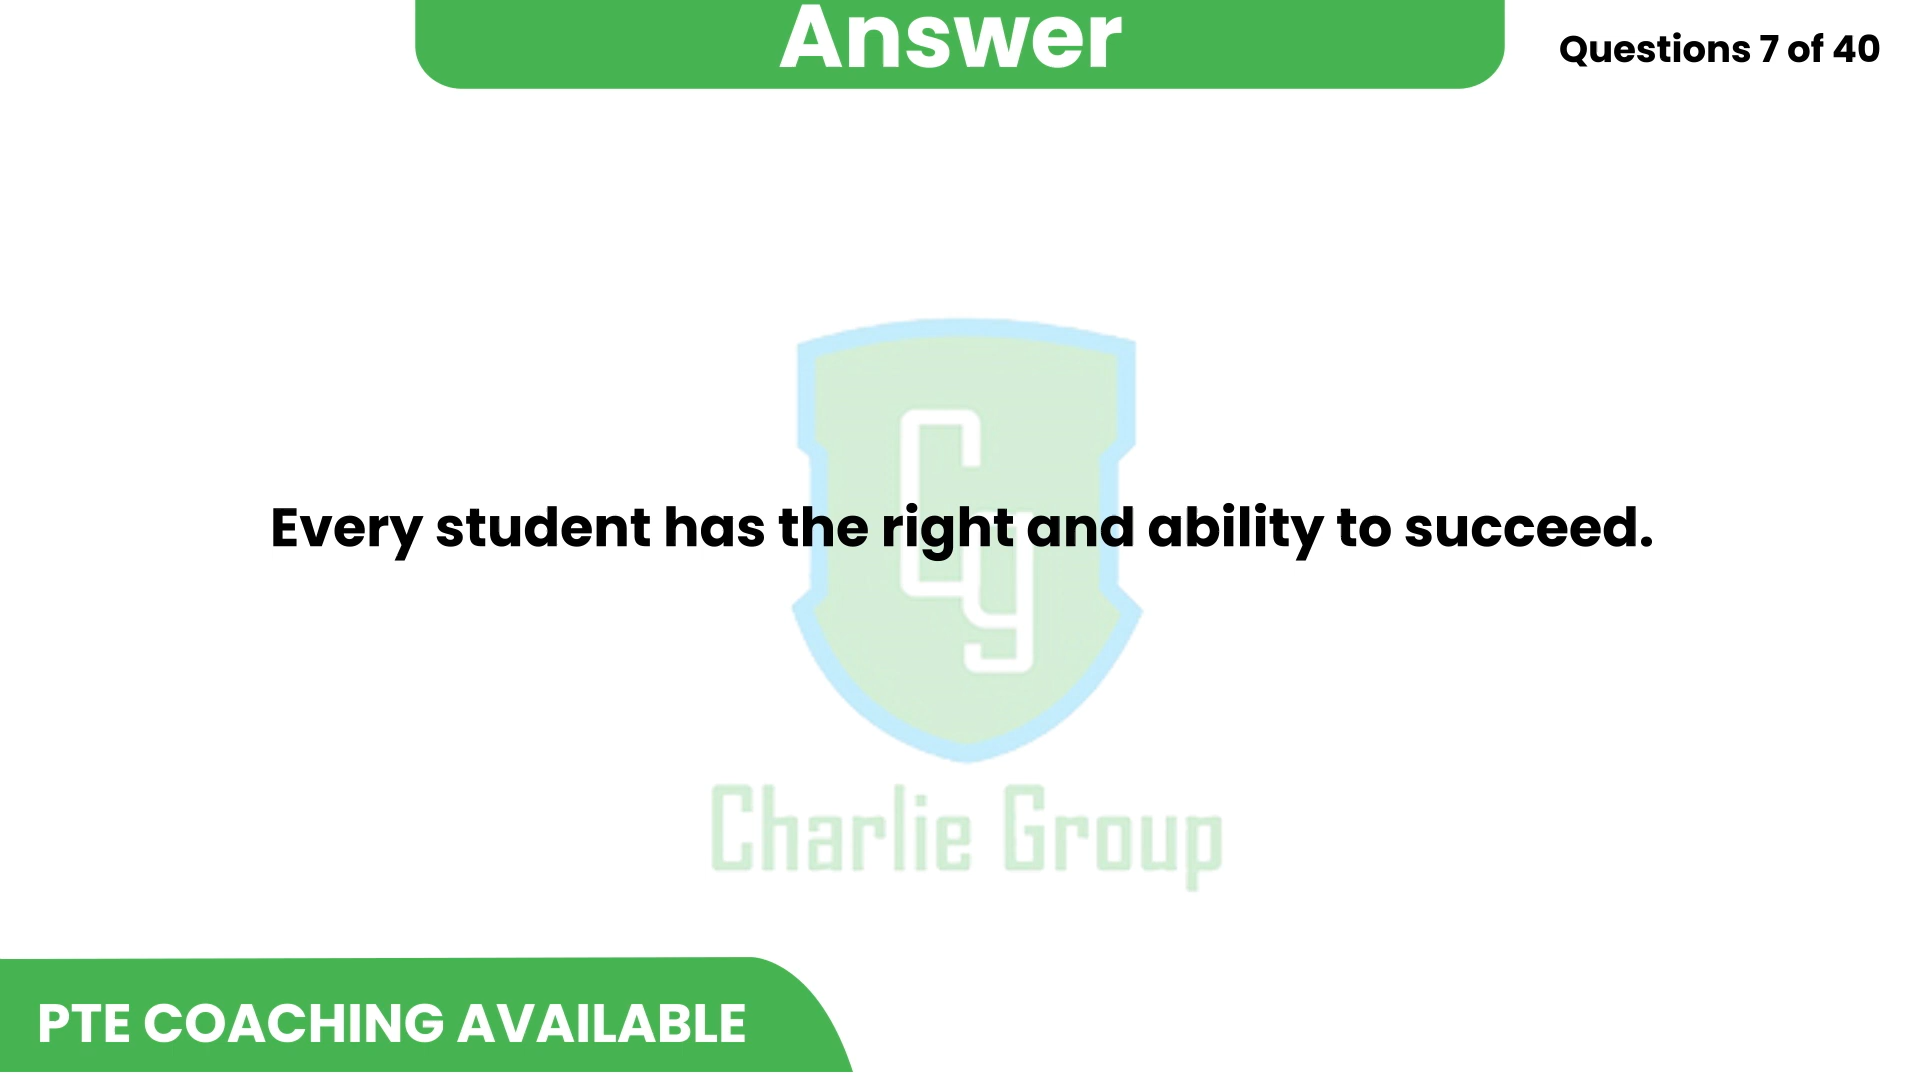 Answer
Questions 7 of 40
Every student has the right and ability to succeed.
Cg
Charlie Group
PTE COACHING AVAILABLE